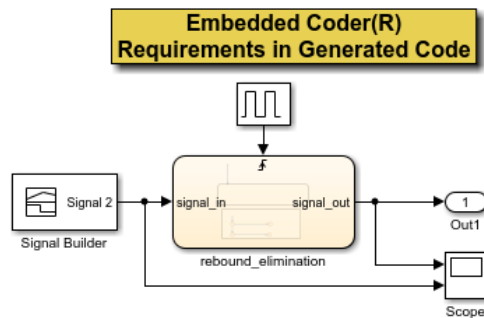 Embedded Coder(R)
Requirements in Generated Code
Signal 2
signal_in
signal_out
1
Out1
Signal Builder
rebound_elimination
Scope